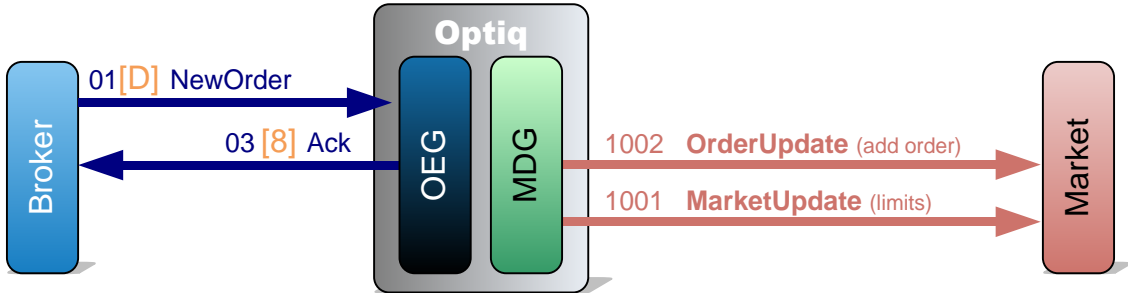 Optiq
Broker
01[D] NewOrder
03 [8] Ack
OEG
MDG
1002 OrderUpdate (add order)
1001 MarketUpdate (limits)
Market